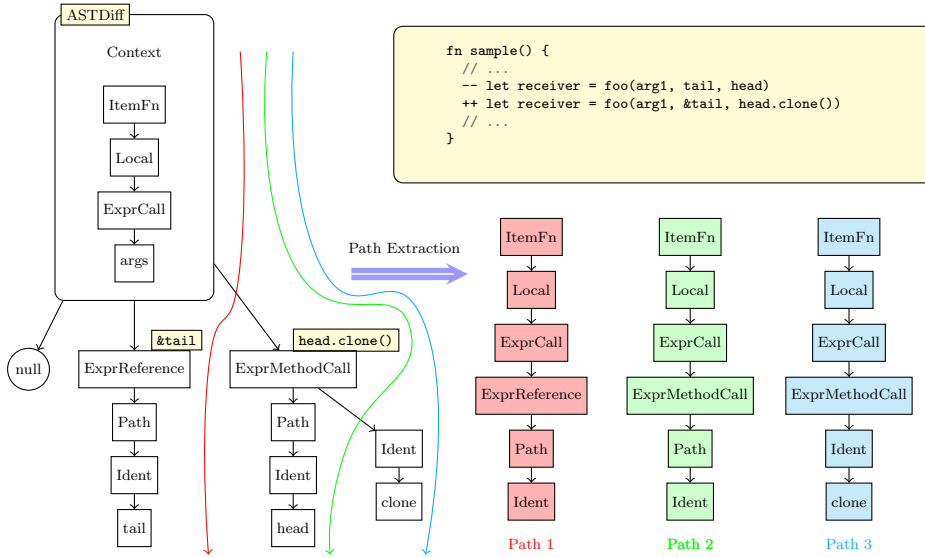 ASTDiff
Context
ItemFn
Local
ExprCall
args
null
&tail
ExprReference
Path
Ident
tail
head.clone()
ExprMethodCall
Path
Ident
head
Ident
clone
fn sample() {
// ...
-- let receiver = foo(arg1, tail, head)
++ let receiver = foo(arg1, &tail, head.clone())
// ...
}
Path Extraction
ItemFn
Local
ExprCall
ExprReference
Path
Ident
Path 1
ItemFn
Local
ExprCall
ExprMethodCall
Path
Ident
Path 2
ItemFn
Local
ExprCall
ExprMethodCall
Ident
clone
Path 3